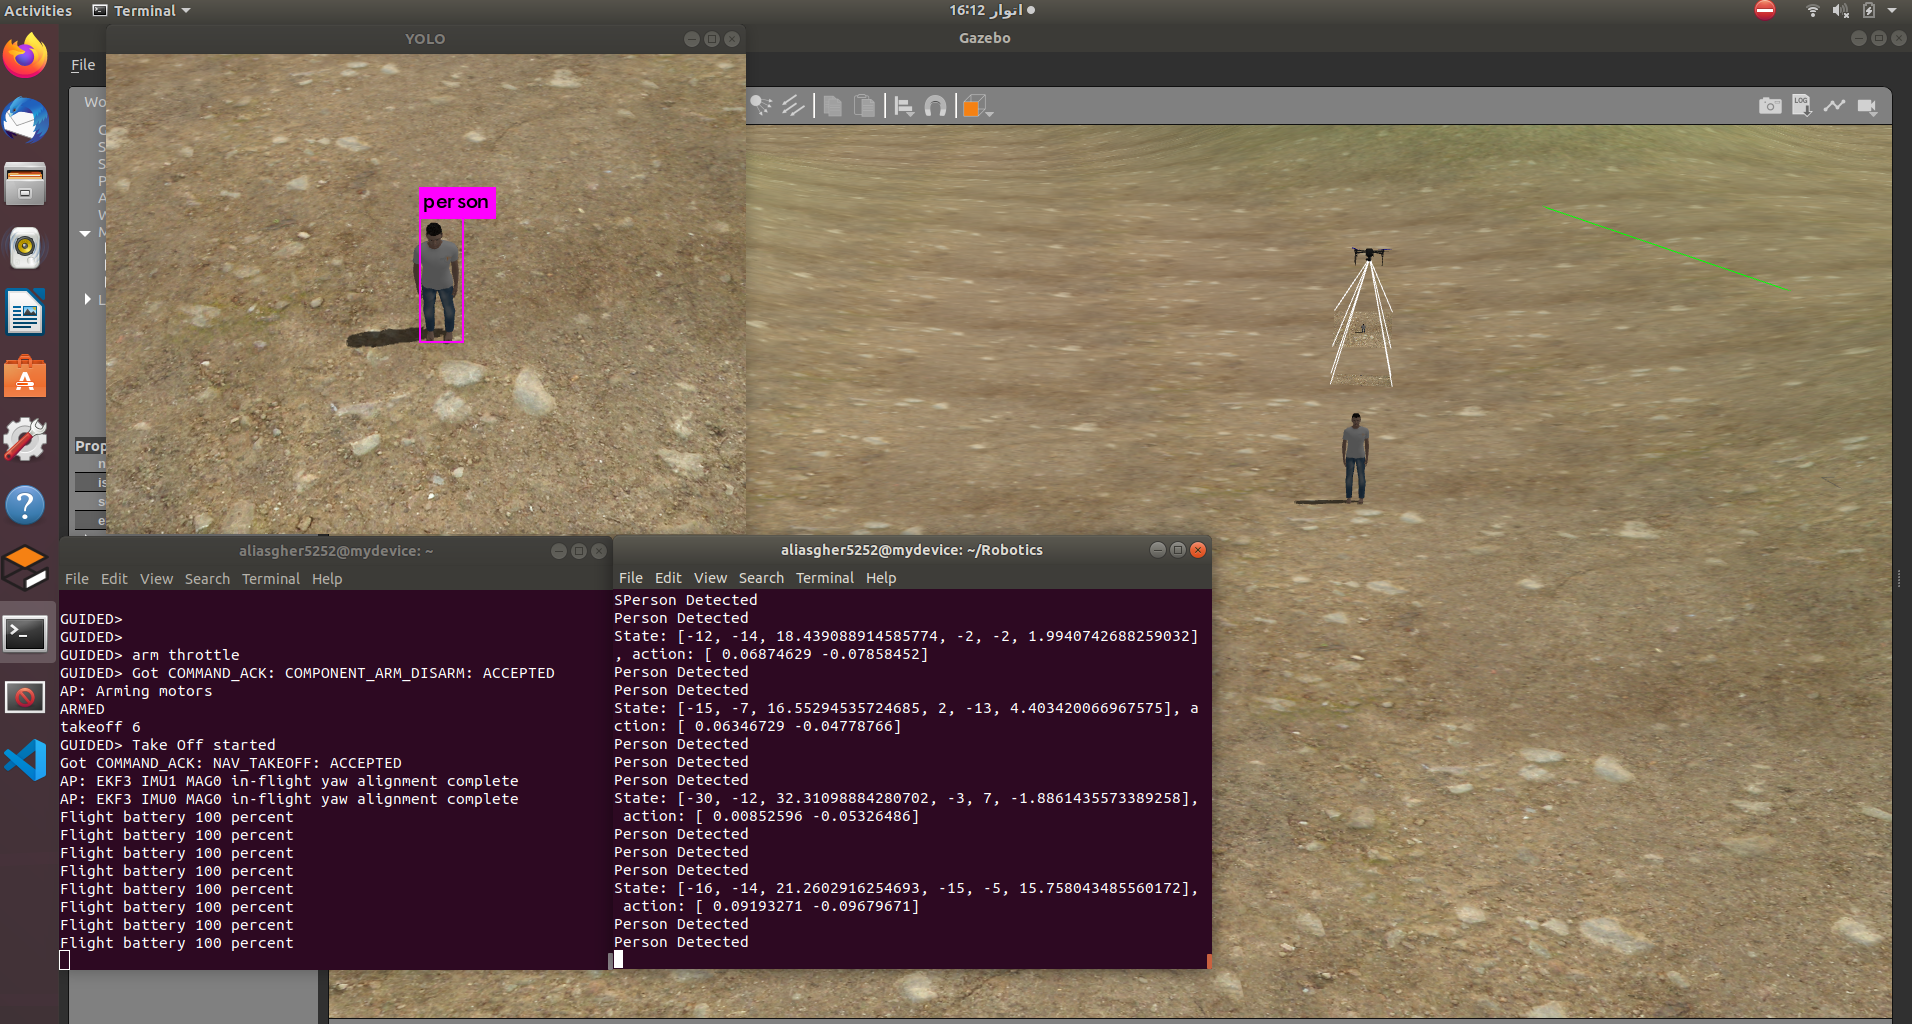 Activities
Terminal
اتوار 16:12
YOLO
Gazebo
File
person
LOG
aliasgher5252@mydevice: ~
File Edit View Search Terminal Help
GUIDED>
GUIDED>
GUIDED> arm throttle
GUIDED> Got COMMAND_ACK: COMPONENT_ARM_DISARM: ACCEPTED
AP: Arming motors
ARMED
takeoff 6
GUIDED> Take Off started
Got COMMAND_ACK: NAV_TAKEOFF: ACCEPTED
AP: EKF3 IMU1 MAG0 in-flight yaw alignment complete
AP: EKF3 IMU0 MAG0 in-flight yaw alignment complete
Flight battery 100 percent
Flight battery 100 percent
Flight battery 100 percent
Flight battery 100 percent
Flight battery 100 percent
Flight battery 100 percent
Flight battery 100 percent
Flight battery 100 percent
aliasgher5252@mydevice: ~/Robotics
File Edit View Search Terminal Help
SPerson Detected
Person Detected
State: [-12, -14, 18.439088914585774, -2, -2, 1.9940742688259032]
, action: [ 0.06874629 -0.07858452]
Person Detected
Person Detected
State: [-15, -7, 16.55294535724685, 2, -13, 4.403420066967575], a
ction: [ 0.06346729 -0.04778766]
Person Detected
Person Detected
Person Detected
State: [-30, -12, 32.31098884280702, -3, 7, -1.8861435573389258],
action: [ 0.00852596 -0.05326486]
Person Detected
Person Detected
Person Detected
State: [-16, -14, 21.2602916254693, -15, -5, 15.758043485560172],
action: [ 0.09193271 -0.09679671]
Person Detected
Person Detected